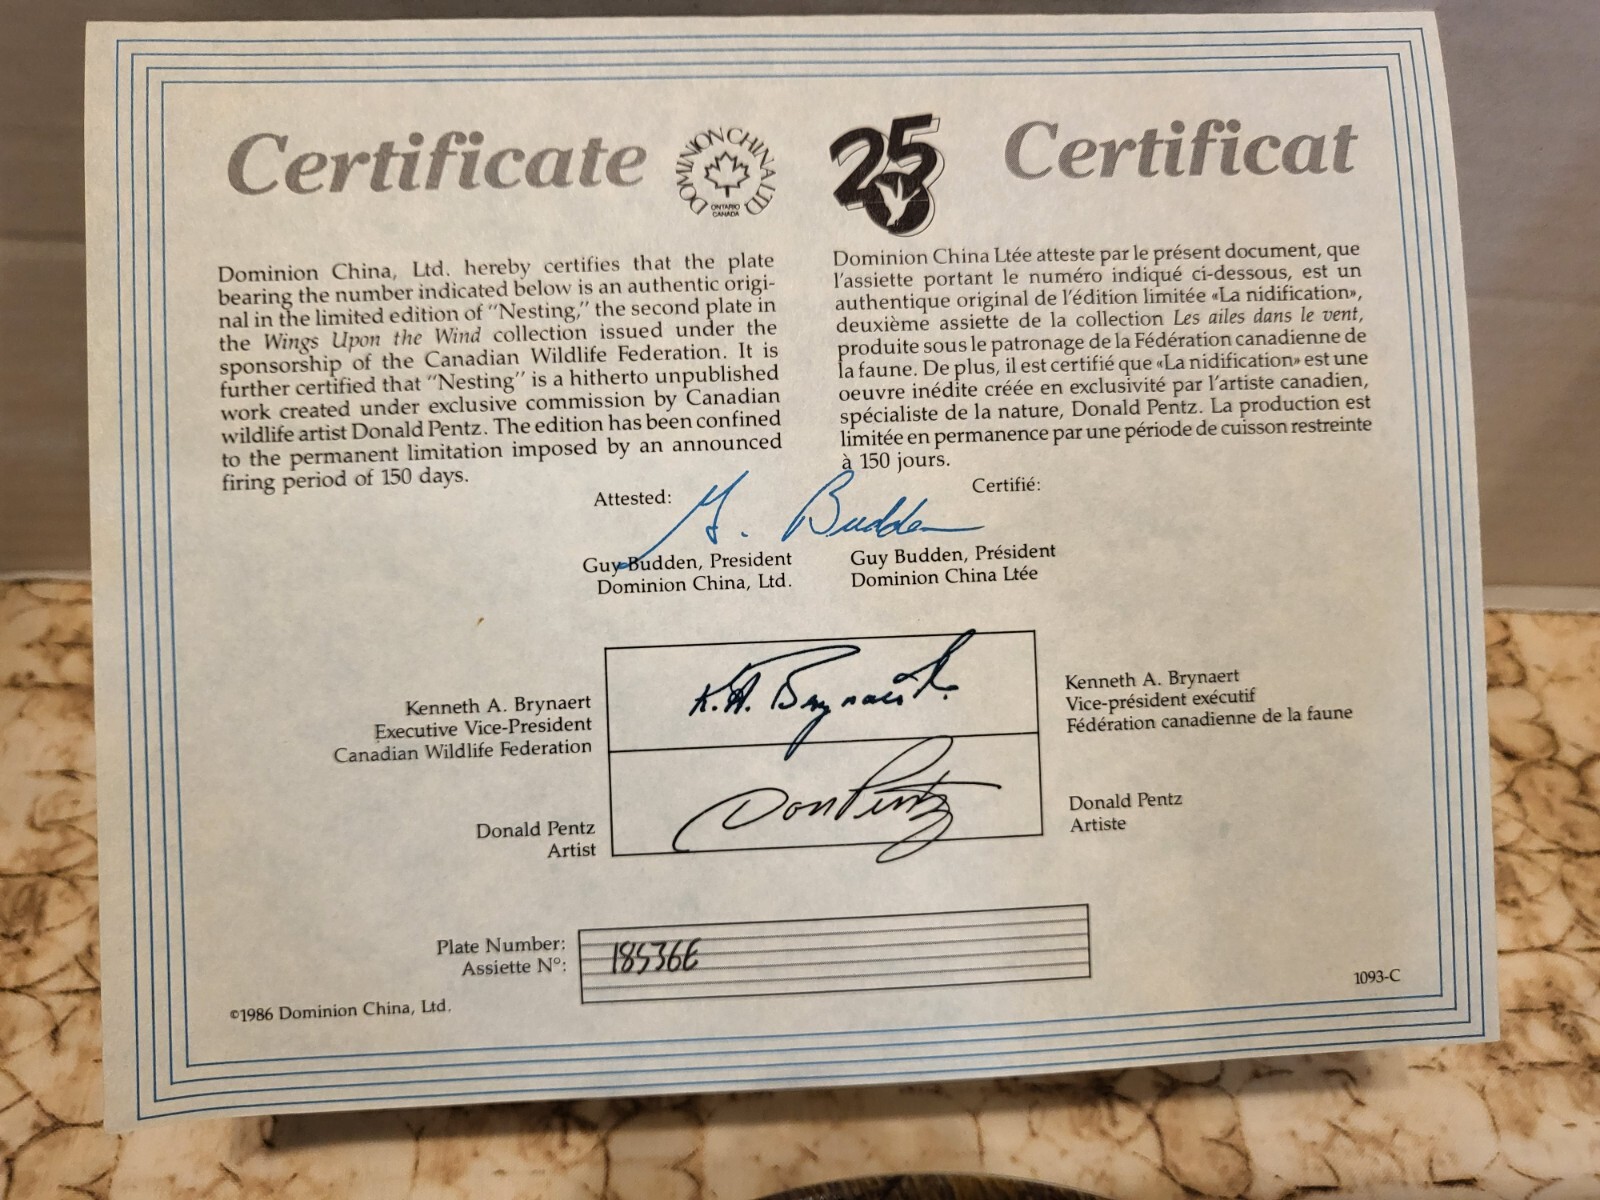 Certificate
DOMINION CHINA LTD
ONTARIO
CANADA
25
Certificat
Dominion China, Ltd. hereby certifies that the plate
bearing the number indicated below is an authentic origi-
nal in the limited edition of "Nesting," the second plate in
the Wings Upon the Wind collection issued under the
sponsorship of the Canadian Wildlife Federation. It is
further certified that "Nesting" is a hitherto unpublished
work created under exclusive commission by Canadian
wildlife artist Donald Pentz. The edition has been confined
to the permanent limitation imposed by an announced
firing period of 150 days.
Dominion China Ltée atteste par le présent document, que
l'assiette portant le numéro indiqué ci-dessous, est un
authentique original de l'édition limitée «La nidification»,
deuxième assiette de la collection Les ailes dans le vent,
produite sous le patronage de la Fédération canadienne de
la faune. De plus, il est certifié que «La nidification» est une
oeuvre inédite créée en exclusivité par l'artiste canadien,
spécialiste de la nature, Donald Pentz. La production est
limitée en permanence par une période de cuisson restreinte
à 150 jours.
Attested:
Certifié:
G. Budden
Guy Budden, President
Dominion China, Ltd.
Guy Budden, Président
Dominion China Ltée
Kenneth A. Brynaert
Executive Vice-President
Canadian Wildlife Federation
K. A. Brynaert
Kenneth A. Brynaert
Vice-président exécutif
Fédération canadienne de la faune
Donald Pentz
Artist
Don Pentz
Donald Pentz
Artiste
Plate Number:
Assiette Nº:
18536E
©1986 Dominion China, Ltd.
1093-C